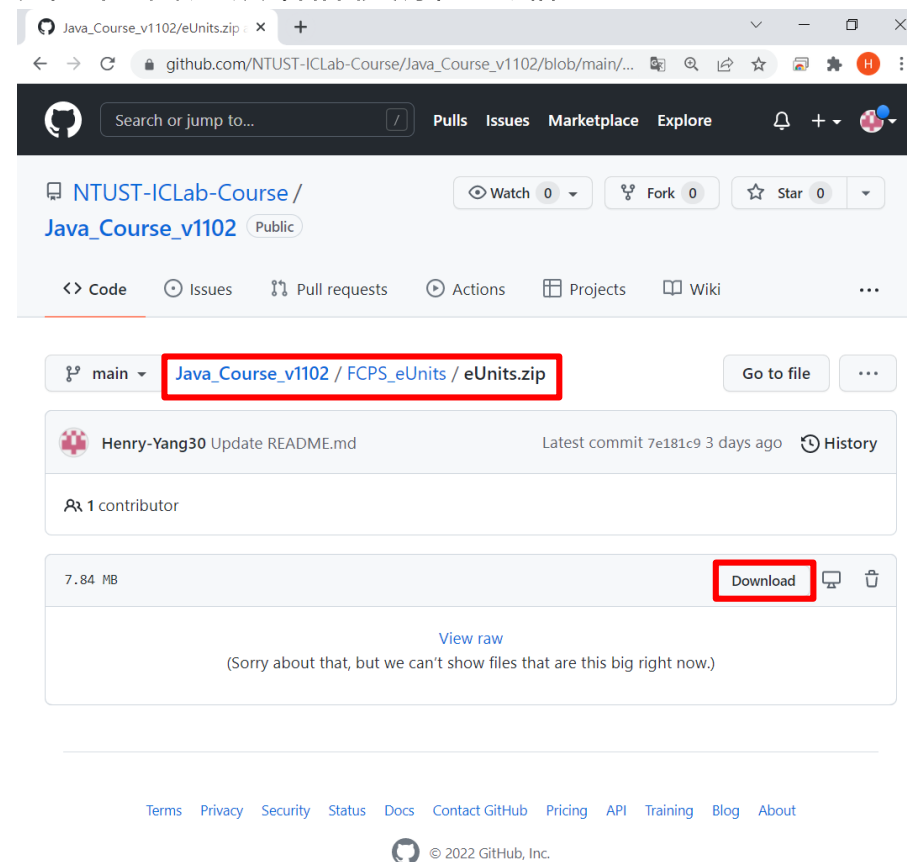 Java_Course_v1102/eUnits.zip a
github.com/NTUST-ICLab-Course/Java_Course_v1102/blob/main/...
H
Search or jump to... /
Pulls Issues Marketplace Explore
NTUST-ICLab-Course /
Java_Course_v1102 Public
Watch 0
Fork 0
Star 0
<> Code Issues Pull requests Actions Projects Wiki ...
main
Java_Course_v1102 / FCPS_eUnits / eUnits.zip
Go to file ...
Henry-Yang30 Update README.md
Latest commit 7e181c9 3 days ago History
1 contributor
7.84 MB
Download
View raw
(Sorry about that, but we can't show files that are this big right now.)
Terms Privacy Security Status Docs Contact GitHub Pricing API Training Blog About
© 2022 GitHub, Inc.